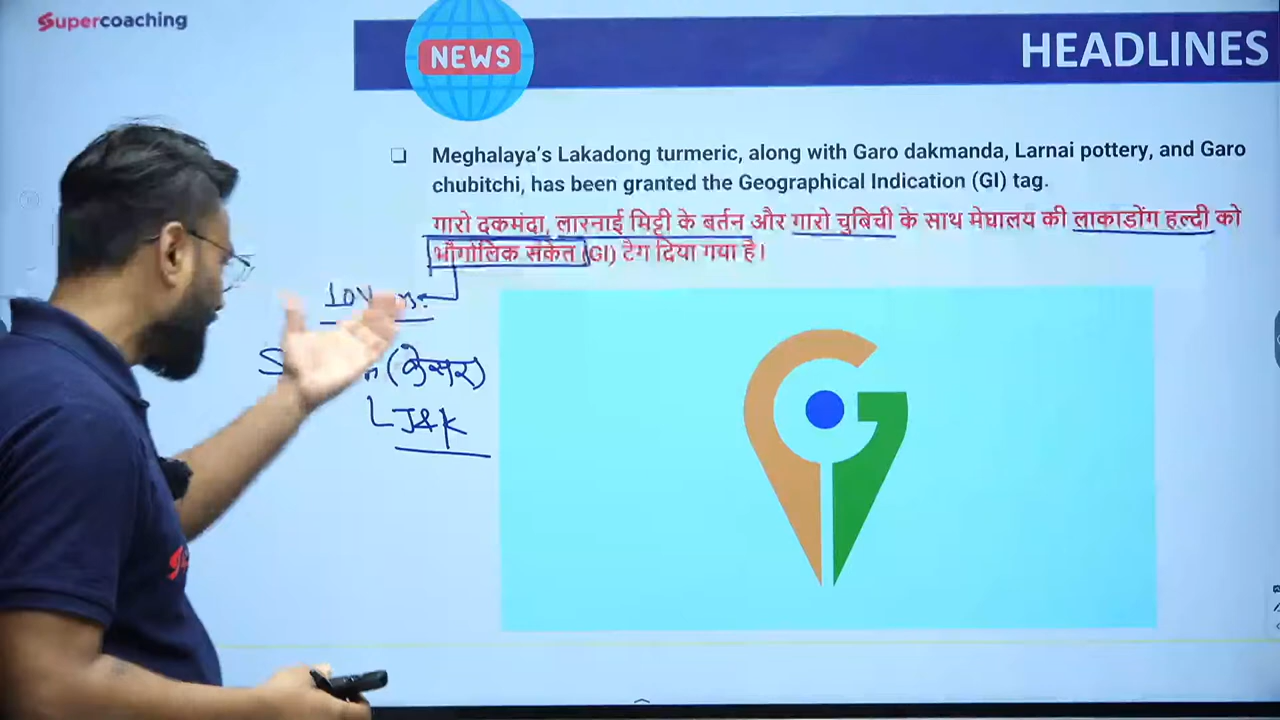 Supercoaching
NEWS
HEADLINES
❑ Meghalaya's Lakadong turmeric, along with Garo dakmanda, Larnai pottery, and Garo
chubitchi, has been granted the Geographical Indication (GI) tag.
गारो दकमंदा, लारनाई मिट्टी के बर्तन और गारो चुबिची के साथ मेघालय की लाकाडोंग हल्दी को
भौगोलिक संकेत (GI) टैग दिया गया है।
(केसर)
J&K